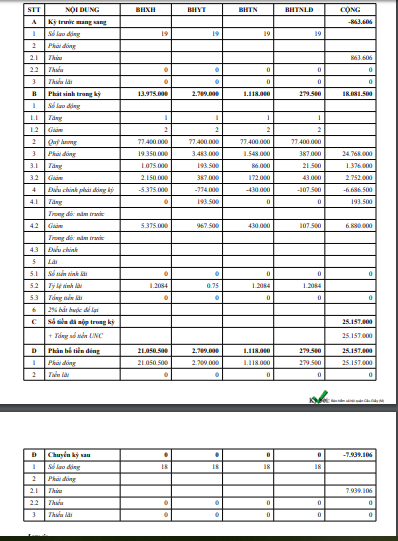 STT NỘI DUNG BHXH BHYT BHTN BHTNLĐ CỘNG
A Kỳ trước mang sang -863.606
1 Số lao động 19 19 19 19
2 Phải đóng
2.1 Thừa 863.606
2.2 Thiếu 0 0 0 0 0
3 Thiếu lãi 0 0 0 0 0
B Phát sinh trong kỳ 13.975.000 2.709.000 1.118.000 279.500 18.081.500
1 Số lao động
1.1 Tăng 1 1 1 1
1.2 Giảm 2 2 2 2
2 Quỹ lương 77.400.000 77.400.000 77.400.000 77.400.000
3 Phải đóng 19.350.000 3.483.000 1.548.000 387.000 24.768.000
3.1 Tăng 1.075.000 193.500 86.000 21.500 1.376.000
3.2 Giảm 2.150.000 387.000 172.000 43.000 2.752.000
4 Điều chỉnh phải đóng kỳ -5.375.000 -774.000 -430.000 -107.500 -6.686.500
4.1 Tăng 0 193.500 0 0 193.500
Trong đó: năm trước
4.2 Giảm 5.375.000 967.500 430.000 107.500 6.880.000
Trong đó: năm trước
4.3 Điều chỉnh
5 Lãi
5.1 Số tiền tính lãi 0 0 0 0 0
5.2 Tỷ lệ tính lãi 1.2084 0.75 1.2084 1.2084
5.3 Tổng tiền lãi 0 0 0 0 0
6 2% bắt buộc để lại
C Số tiền đã nộp trong kỳ 25.157.000
+ Tổng số tiền UNC 25.157.000
D Phân bổ tiền đóng 21.050.500 2.709.000 1.118.000 279.500 25.157.000
1 Phải đóng 21.050.500 2.709.000 1.118.000 279.500 25.157.000
2 Tiền lãi 0 0 0 0 0
Bảo hiểm xã hội quận Cầu Giấy
Đ Chuyển kỳ sau 0 0 0 0 -7.939.106
1 Số lao động 18 18 18 18
2 Phải đóng
2.1 Thừa 7.939.106
2.2 Thiếu 0 0 0 0 0
3 Thiếu lãi 0 0 0 0 0